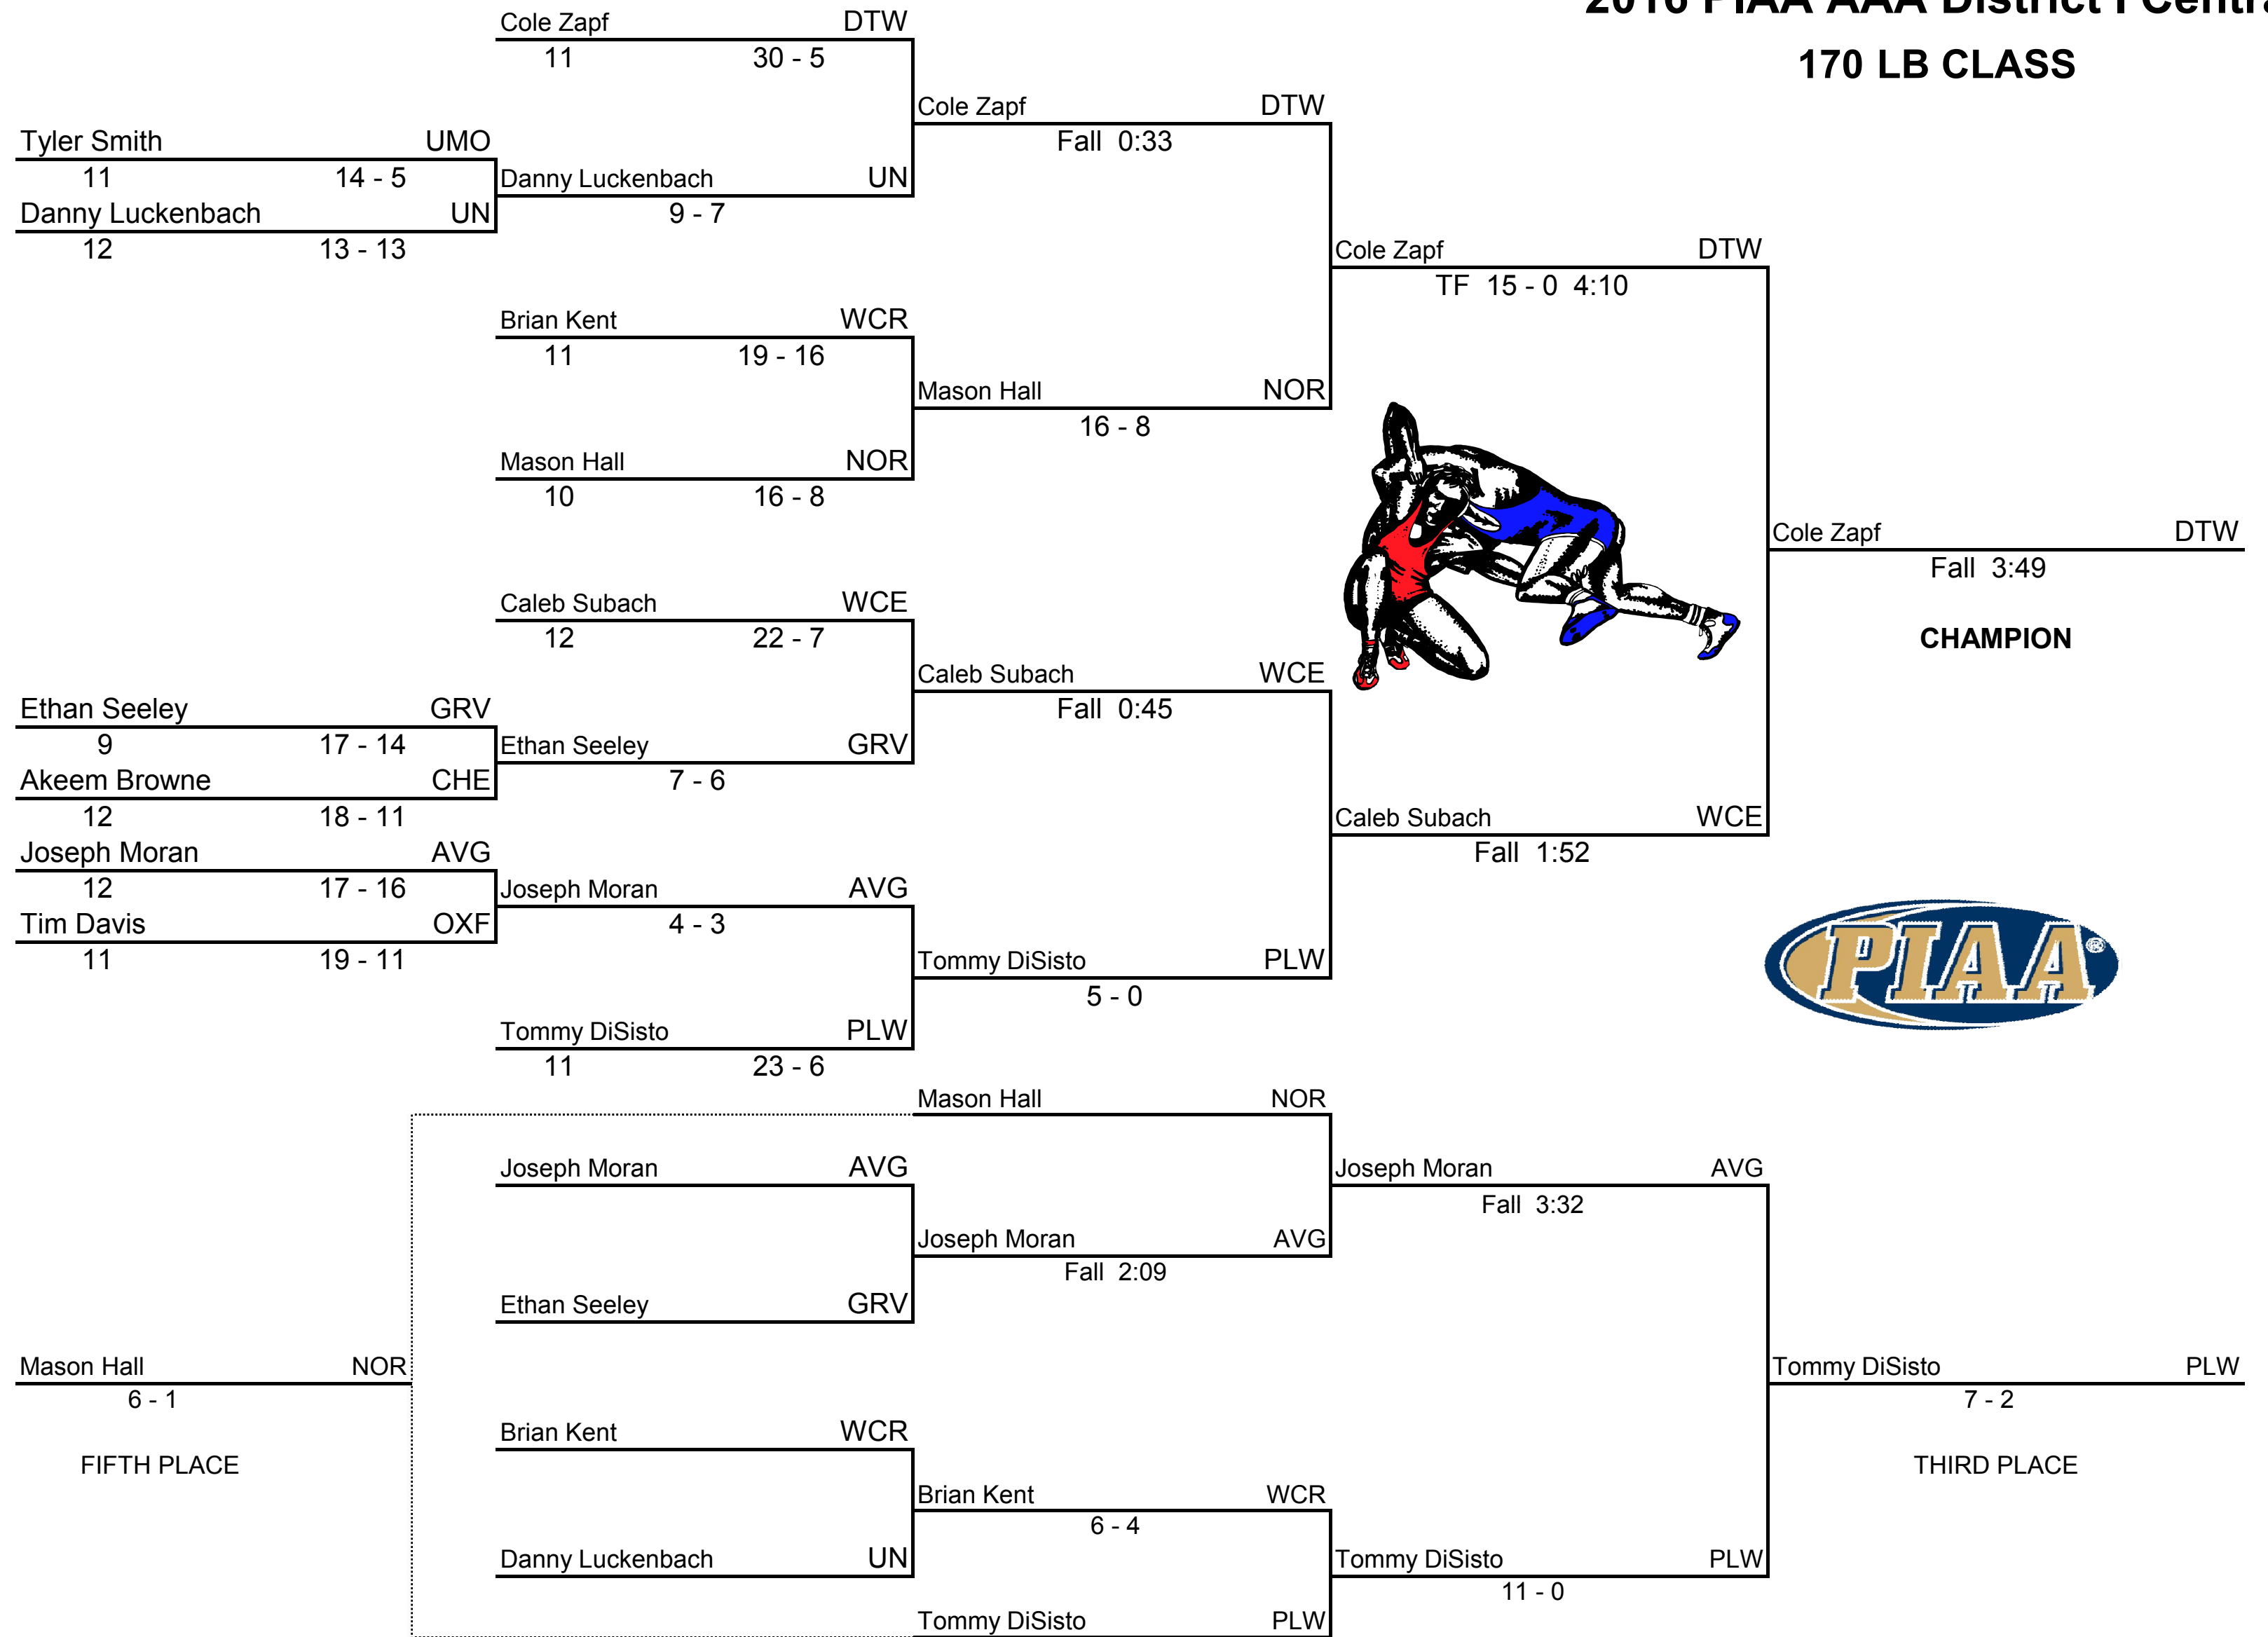 2016 PIAA AAA District I Centra
170 LB CLASS
Cole Zapf DTW
11 30 - 5
Cole Zapf DTW
Fall 0:33
Tyler Smith UMO
11 14 - 5
Danny Luckenbach UN
9 - 7
Danny Luckenbach UN
12 13 - 13
Cole Zapf DTW
TF 15 - 0 4:10
Brian Kent WCR
11 19 - 16
Mason Hall NOR
16 - 8
Mason Hall NOR
10 16 - 8
Cole Zapf DTW
Fall 3:49
CHAMPION
Caleb Subach WCE
12 22 - 7
Caleb Subach WCE
Fall 0:45
Ethan Seeley GRV
9 17 - 14
Ethan Seeley GRV
7 - 6
Akeem Browne CHE
12 18 - 11
Caleb Subach WCE
Fall 1:52
Joseph Moran AVG
12 17 - 16
Joseph Moran AVG
4 - 3
Tim Davis OXF
11 19 - 11
Tommy DiSisto PLW
5 - 0
PIAA®
Tommy DiSisto PLW
11 23 - 6
Mason Hall NOR
Joseph Moran AVG
Joseph Moran AVG
Fall 3:32
Joseph Moran AVG
Fall 2:09
Ethan Seeley GRV
Mason Hall NOR
6 - 1
FIFTH PLACE
Tommy DiSisto PLW
7 - 2
THIRD PLACE
Brian Kent WCR
Brian Kent WCR
6 - 4
Danny Luckenbach UN
Tommy DiSisto PLW
11 - 0
Tommy DiSisto PLW